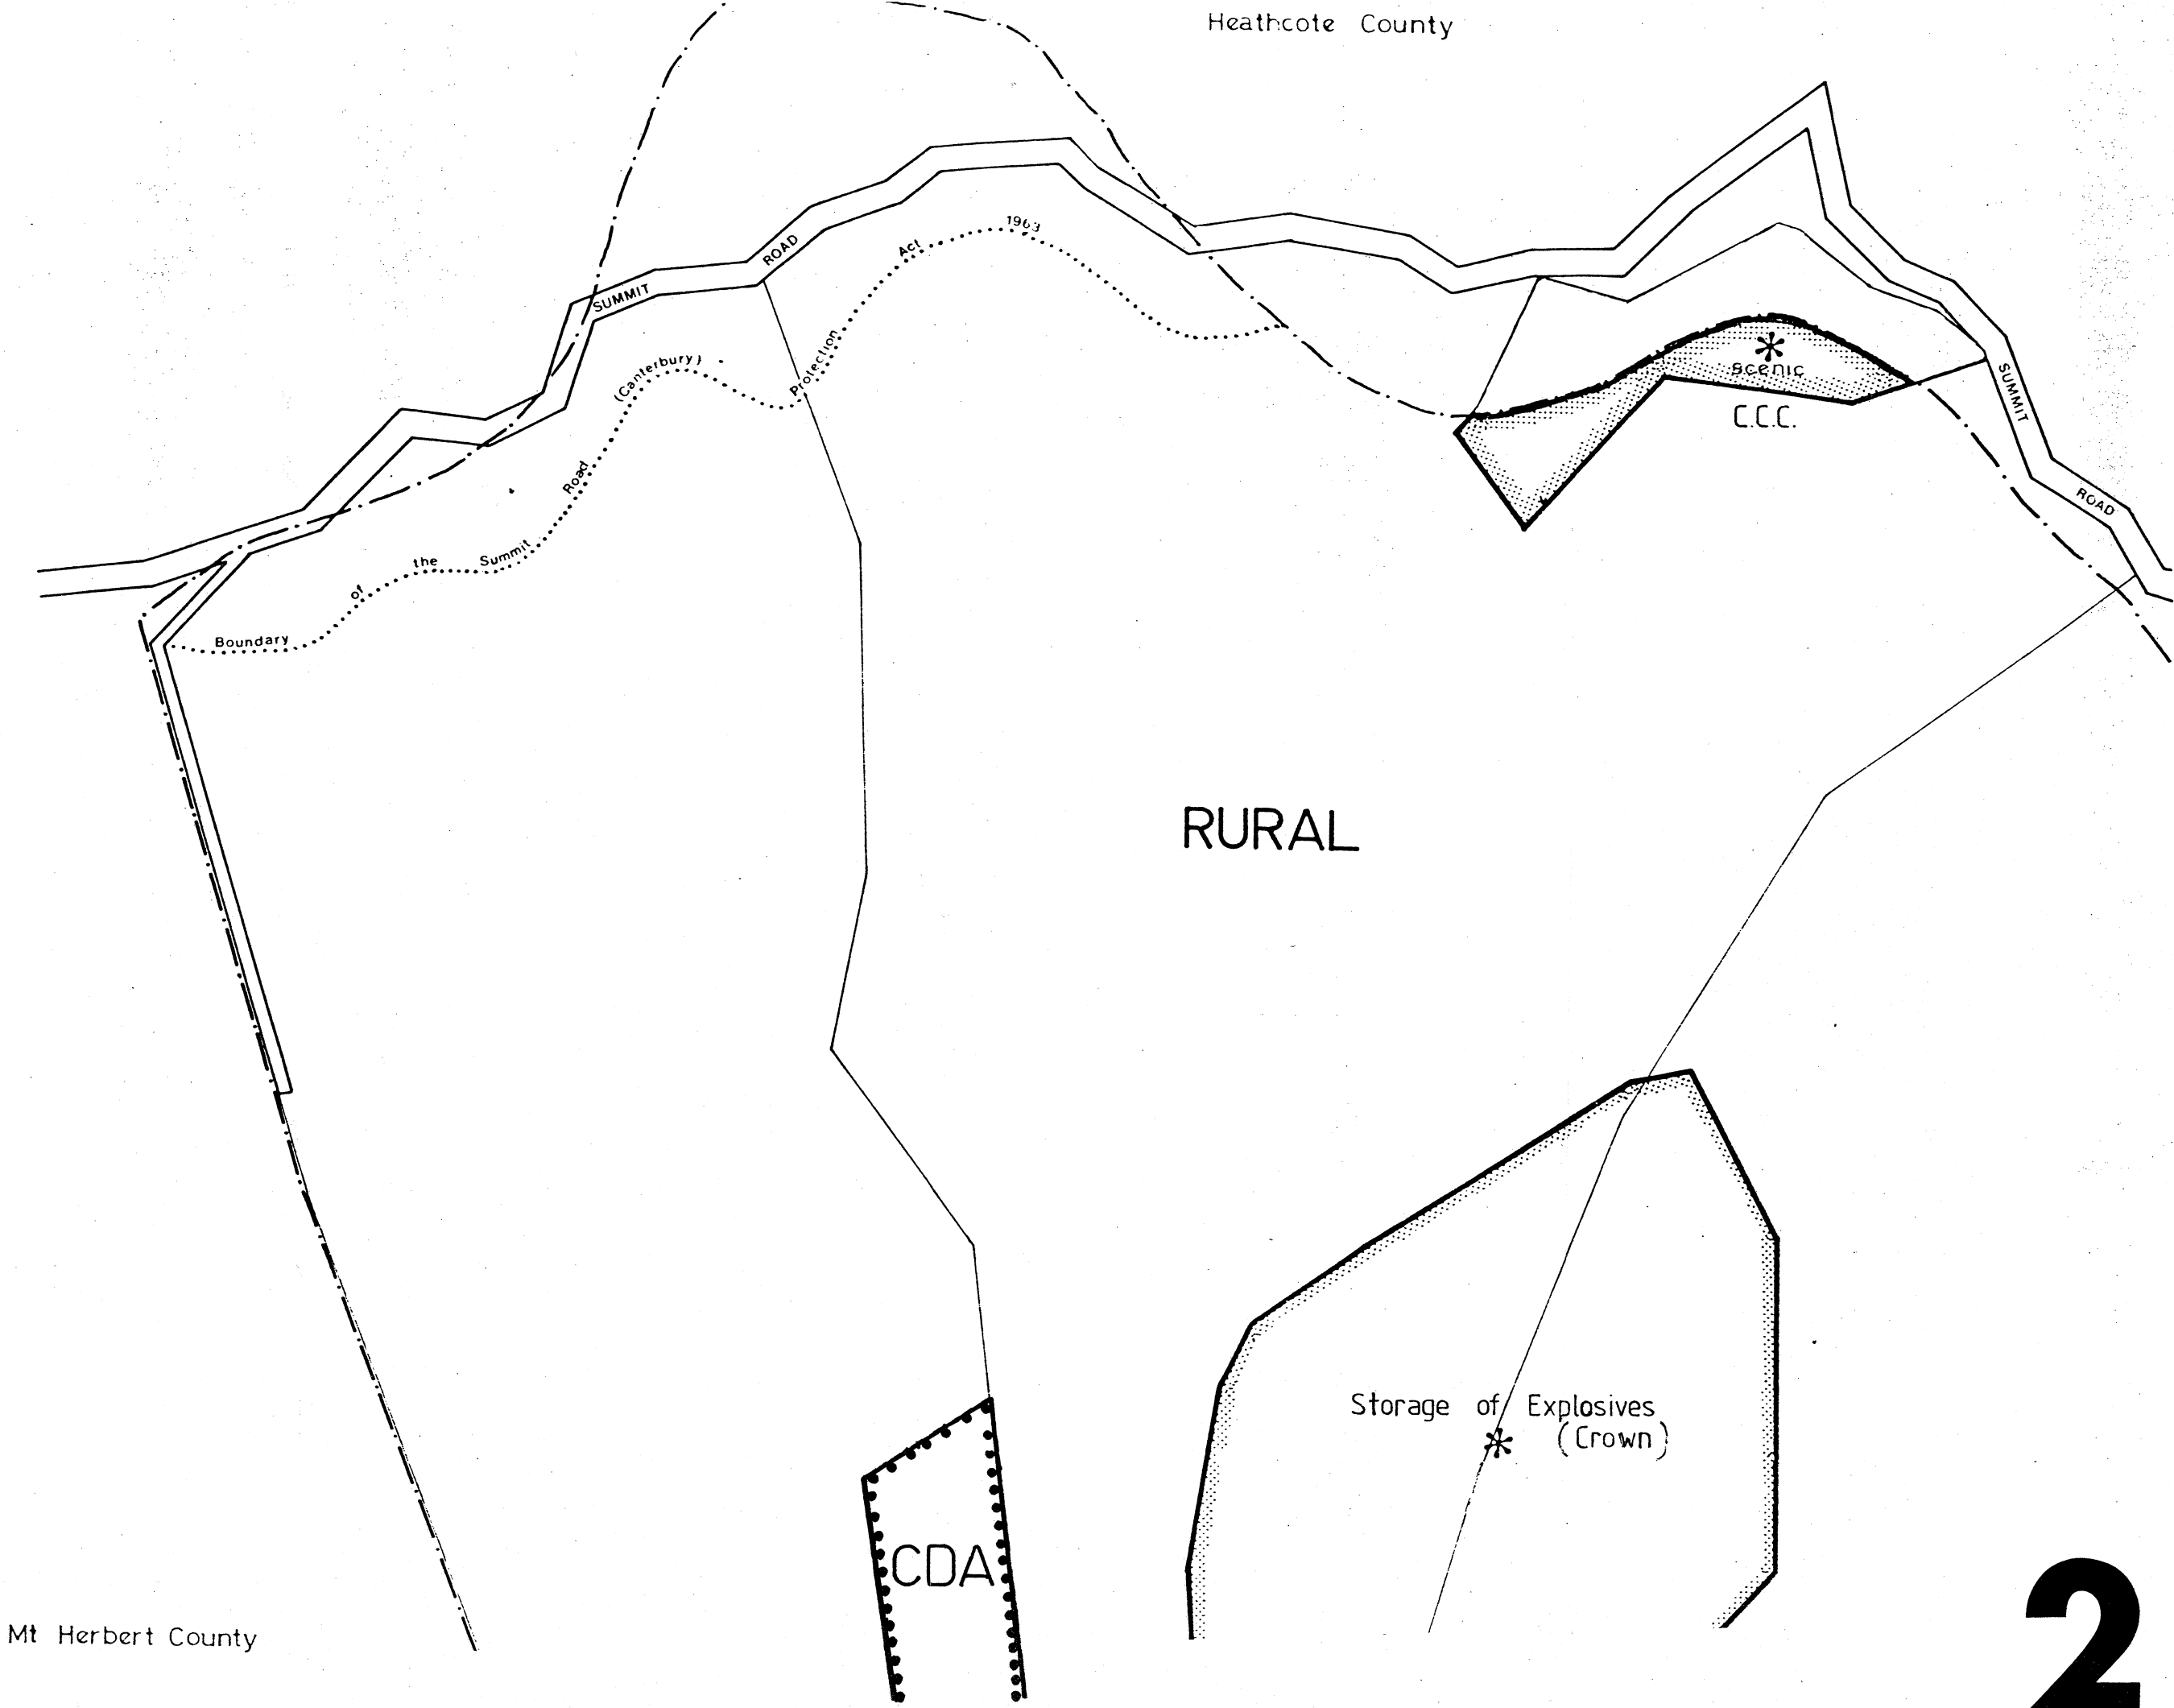 Heathcote County
SUMMIT ROAD
Boundary of the Summit Road (Canterbury) Protection Act 1963
scenic
C.C.C.
SUMMIT ROAD
RURAL
Storage of Explosives
(Crown)
CDA
Mt Herbert County
2